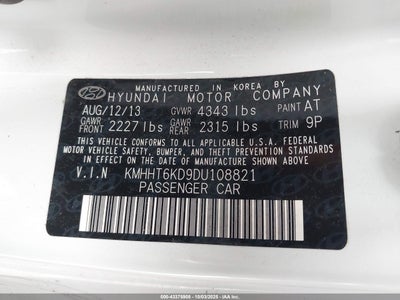 MANUFACTURED IN KOREA BY
HYUNDAI MOTOR COMPANY
AUG/12/13 GVWR 4343 lbs PAINT AT
GAWR FRONT 2227 lbs GAWR REAR 2315 lbs TRIM 9P
THIS VEHICLE CONFORMS TO ALL APPLICABLE U.S. FEDERAL
MOTOR VEHICLE SAFETY, BUMPER, AND THEFT PREVENTION
STANDARDS IN EFFECT ON THE DATE OF MANUFACTURE SHOWN ABOVE.
V.I.N KMHHT6KD9DU108821
PASSENGER CAR